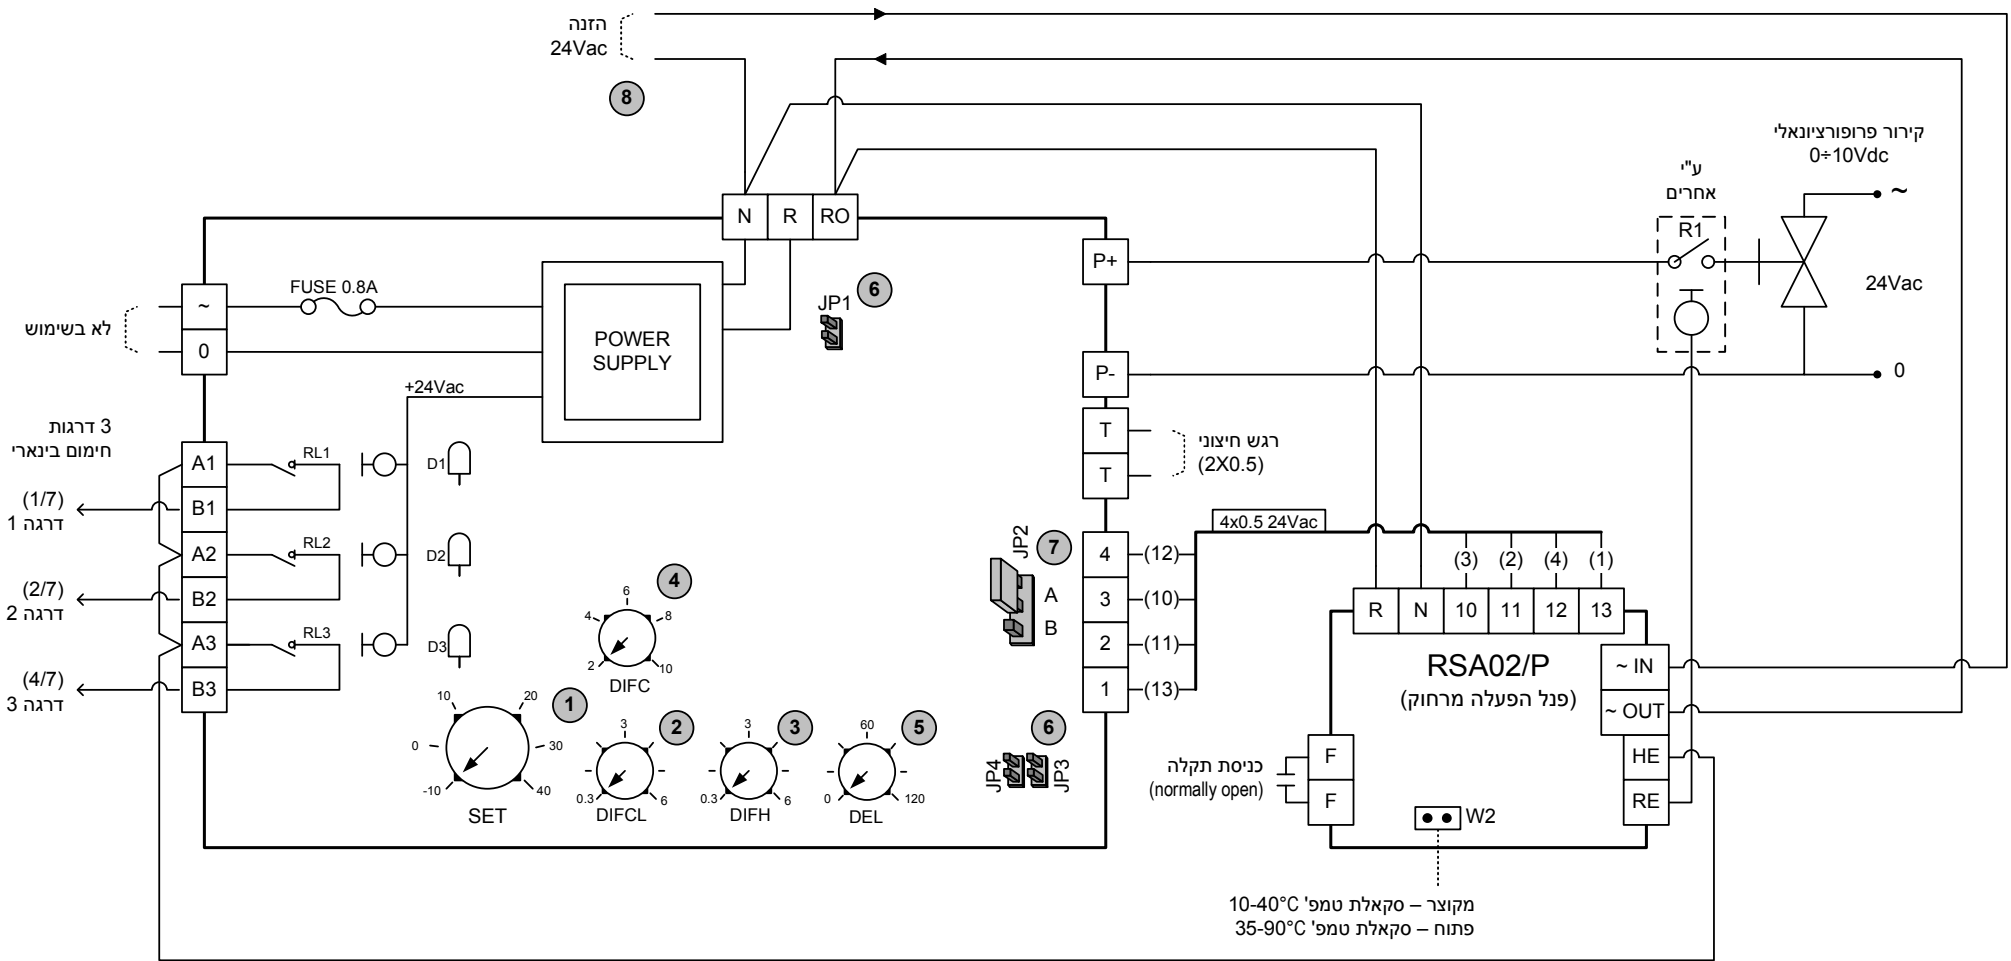 הזנה
24Vac
8
קירור פרופורציונאלי
0÷10Vdc
ע"י
אחרים
~
R1
N
R
RO
P+
24Vac
FUSE 0.8A
~
לא בשימוש
0
POWER
SUPPLY
JP1
6
P-
0
+24Vac
3 דרגות
חימום בינארי
A1
RL1
D1
(1/7)
דרגה 1
B1
A2
RL2
D2
(2/7)
דרגה 2
B2
A3
RL3
D3
(4/7)
דרגה 3
B3
T
T
רגש חיצוני
(2X0.5)
4x0.5 24Vac
JP2
7
A
B
4
(12)
3
(10)
2
(11)
1
(13)
(3)
(2)
(4)
(1)
R
N
10
11
12
13
RSA02/P
(פנל הפעלה מרחוק)
~ IN
~ OUT
HE
RE
כניסת תקלה
(normally open)
F
F
W2
4
2
4
6
8
10
DIFC
1
-10
0
10
20
30
40
SET
2
0.3
3
6
DIFCL
3
0.3
3
6
DIFH
5
0
60
120
DEL
6
JP4
JP3
מקוצר – סקאלת טמפ' 10-40°C
פתוח – סקאלת טמפ' 35-90°C